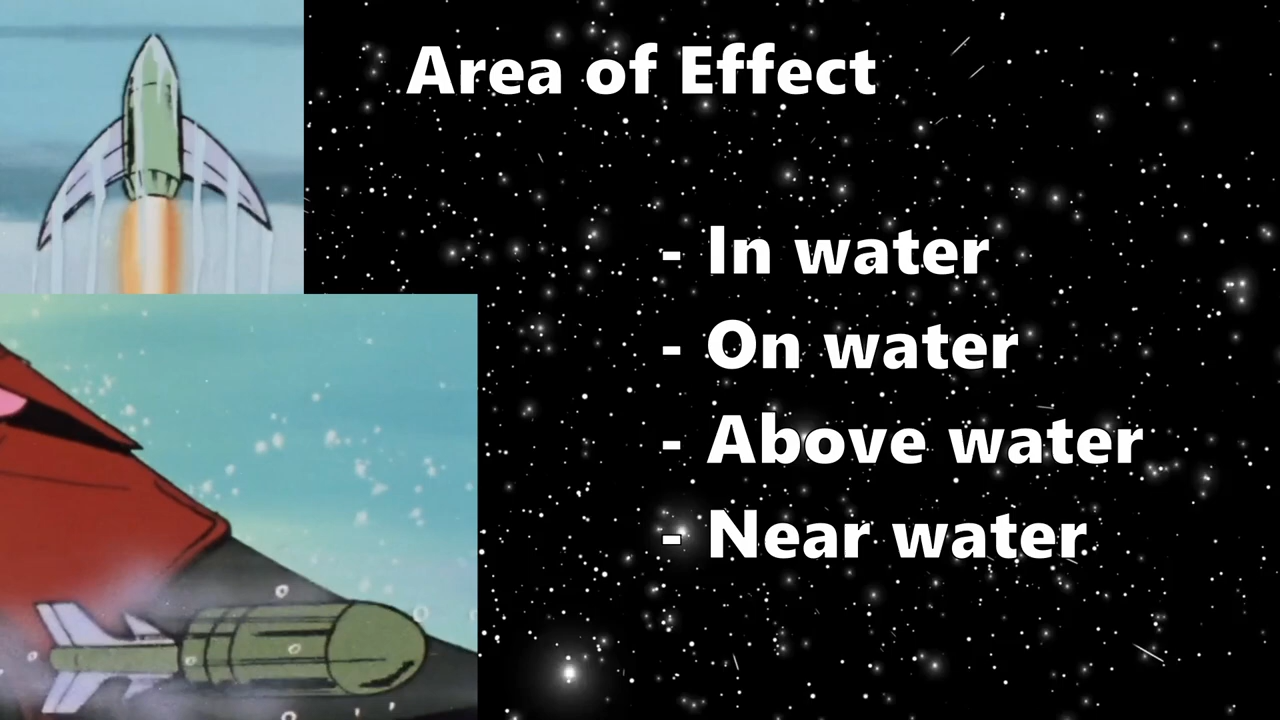 Area of Effect
- In water
- On water
- Above water
- Near water